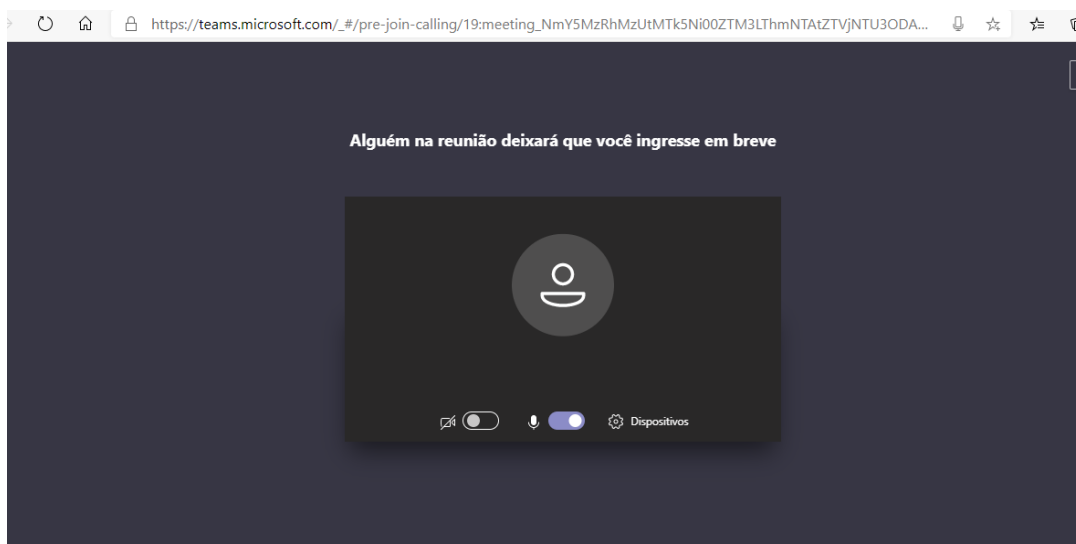 https://teams.microsoft.com/_#/pre-join-calling/19:meeting_NmY5MzRhMzUtMTk5Ni00ZTM3LThmNTAtZTVjNTU3ODA...
Alguém na reunião deixará que você ingresse em breve
Dispositivos